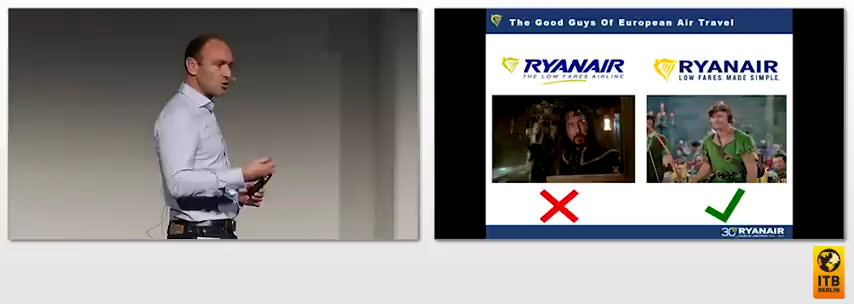 The Good Guys Of European Air Travel
RYANAIR
THE LOW FARES AIRLINE
RYANAIR
LOW FARES. MADE SIMPLE.
30 RYANAIR
ITB
BERLIN